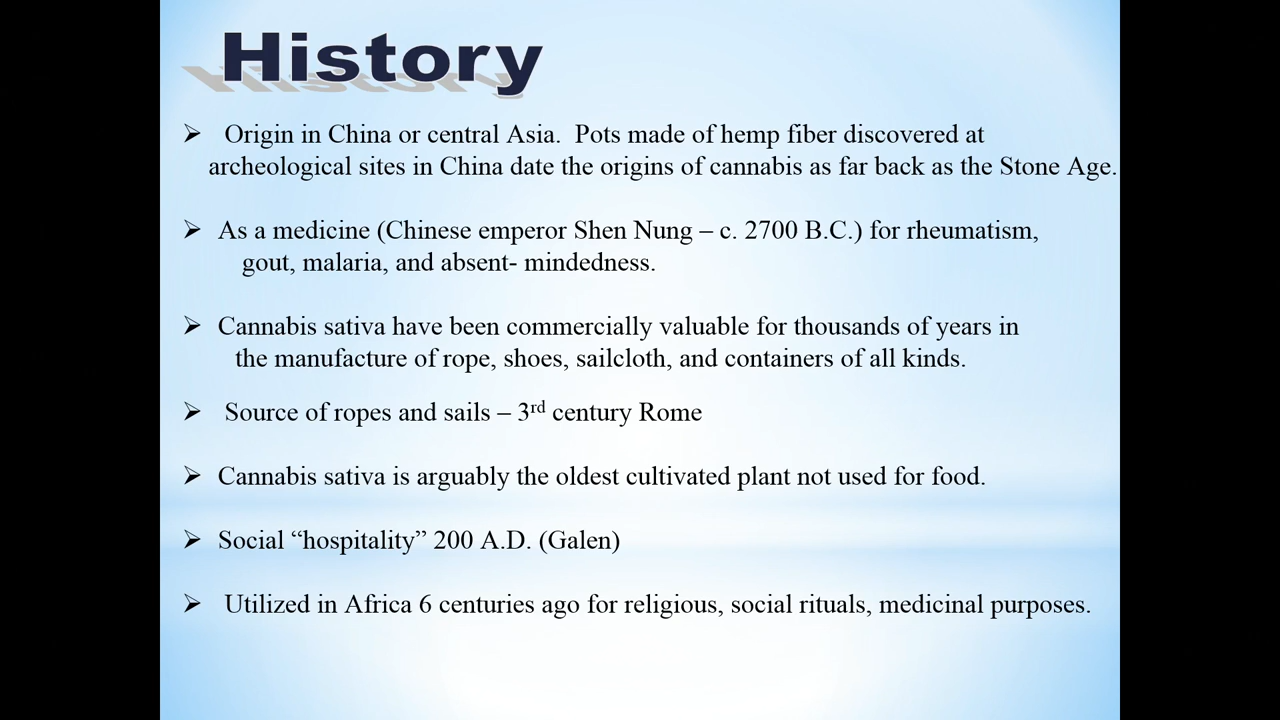 History
➢ Origin in China or central Asia. Pots made of hemp fiber discovered at
archeological sites in China date the origins of cannabis as far back as the Stone Age.
➢ As a medicine (Chinese emperor Shen Nung – c. 2700 B.C.) for rheumatism,
gout, malaria, and absent- mindedness.
➢ Cannabis sativa have been commercially valuable for thousands of years in
the manufacture of rope, shoes, sailcloth, and containers of all kinds.
➢ Source of ropes and sails – 3rd century Rome
➢ Cannabis sativa is arguably the oldest cultivated plant not used for food.
➢ Social “hospitality” 200 A.D. (Galen)
➢ Utilized in Africa 6 centuries ago for religious, social rituals, medicinal purposes.